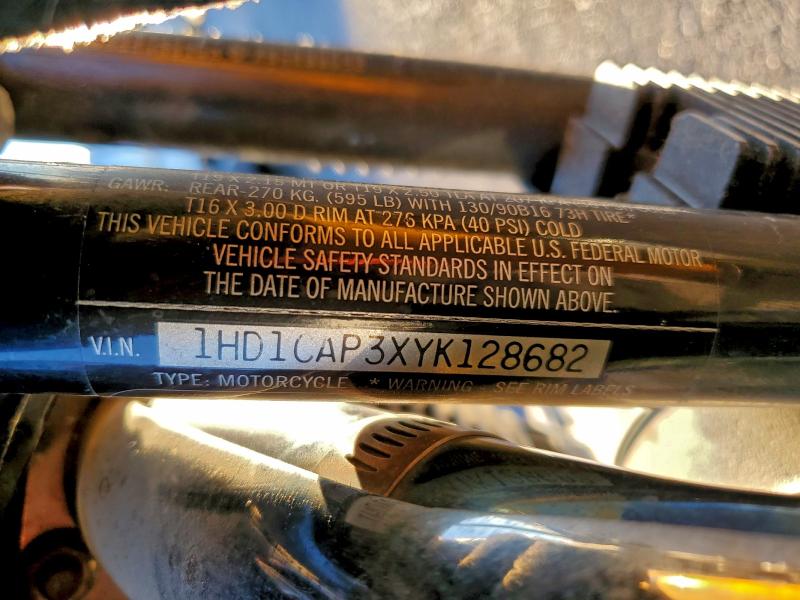 GAWR:
REAR-270 KG. (595 LB) WITH 130/90B16 73H TIRE
T16 X 3.00 D RIM AT 276 KPA (40 PSI) COLD
THIS VEHICLE CONFORMS TO ALL APPLICABLE U.S. FEDERAL MOTOR
VEHICLE SAFETY STANDARDS IN EFFECT ON
THE DATE OF MANUFACTURE SHOWN ABOVE.
V.I.N. 1HD1CAP3XYK128682
TYPE: MOTORCYCLE * WARNING - SEE RIM LABELS